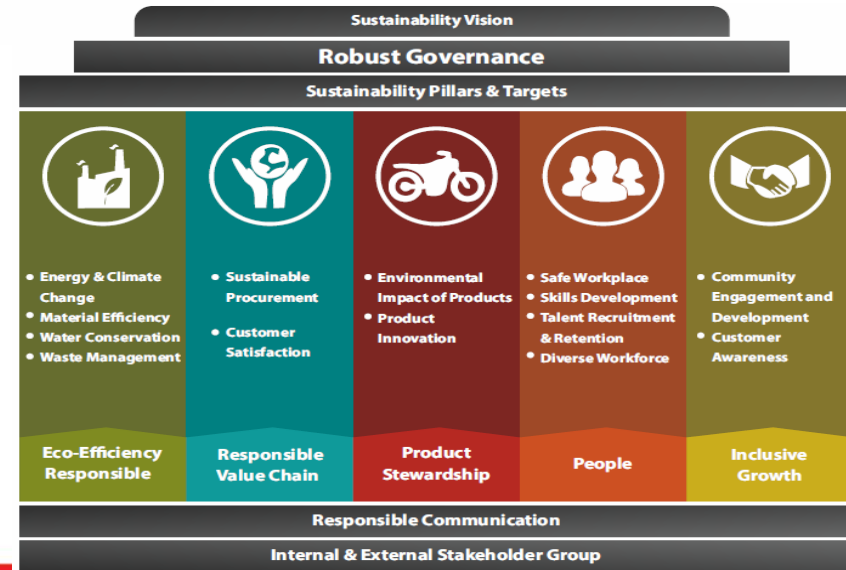 Sustainability Vision
Robust Governance
Sustainability Pillars & Targets
• Energy & Climate
Change
• Material Efficiency
• Water Conservation
• Waste Management
• Sustainable
Procurement
• Customer
Satisfaction
• Environmental
Impact of Products
• Product
Innovation
• Safe Workplace
• Skills Development
• Talent Recruitment
& Retention
• Diverse Workforce
• Community
Engagement and
Development
• Customer
Awareness
Eco-Efficiency
Responsible
Responsible
Value Chain
Product
Stewardship
People
Inclusive
Growth
Responsible Communication
Internal & External Stakeholder Group